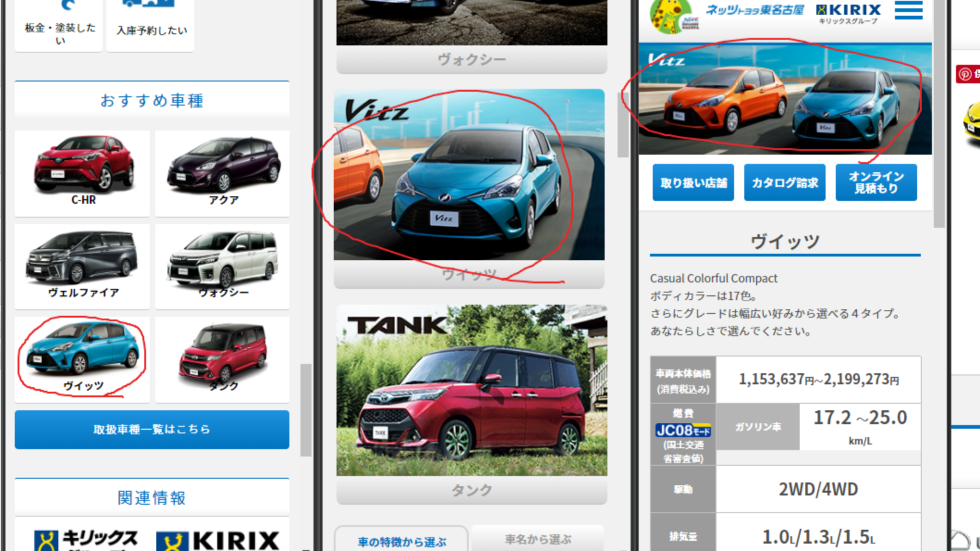 板金・塗装した
い
入庫予約したい
おすすめ車種
C-HR
アクア
ヴェルファイア
ヴォクシー
ヴィッツ
タンク
取扱車種一覧はこちら
関連情報
キリックス
KIRIX
ヴォクシー
Vitz
Vitz
ヴィッツ
TANK
TANK
タンク
車の特徴から選ぶ
車名から選ぶ
ネッツトヨタ東名古屋
KIRIX
キリックスグループ
Vitz
Vitz
取り扱い店舗
カタログ請求
オンライン
見積もり
ヴィッツ
Casual Colorful Compact
ボディカラーは17色。
さらにグレードは幅広い好みから選べる４タイプ。
あなたらしさで選んでください。
車両本体価格
(消費税込み)
1,153,637円～2,199,273円
燃費
JC08モード
(国土交通
省審査値)
ガソリン車
17.2 ～25.0
km/L
駆動
2WD/4WD
排気量
1.0L/1.3L/1.5L